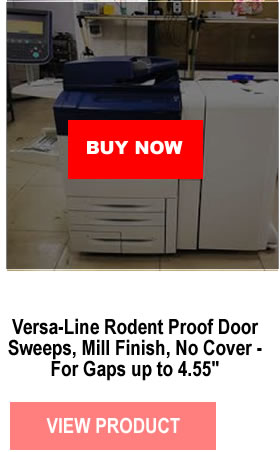 BUY NOW
Versa-Line Rodent Proof Door
Sweeps, Mill Finish, No Cover -
For Gaps up to 4.55"
VIEW PRODUCT